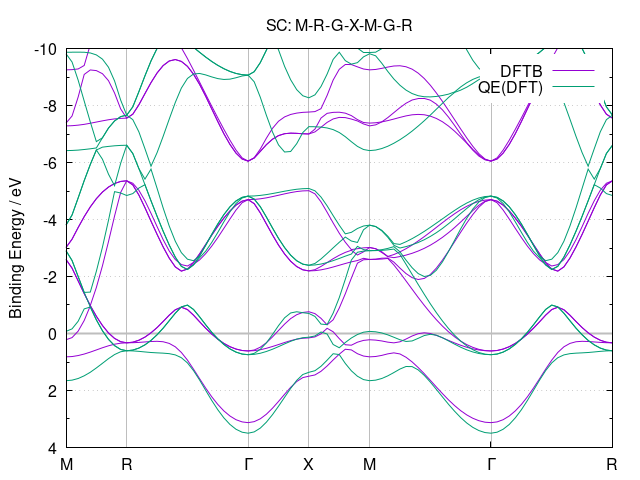 SC: M-R-G-X-M-G-R
-10
-8
-6
-4
-2
0
2
4
Binding Energy / eV
DFTB
QE(DFT)
M R Γ X M Γ R